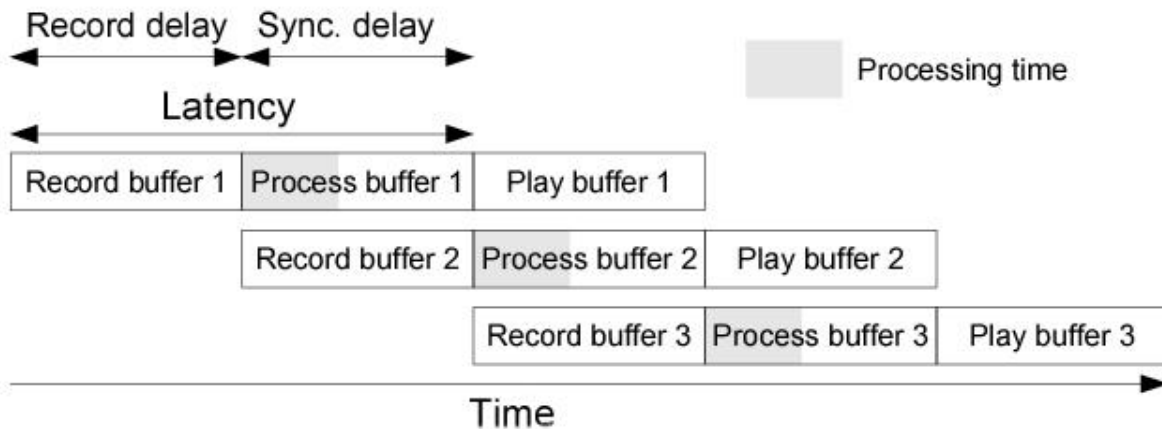 Record delay Sync. delay
Processing time
Latency
Record buffer 1 Process buffer 1 Play buffer 1
Record buffer 2 Process buffer 2 Play buffer 2
Record buffer 3 Process buffer 3 Play buffer 3
Time